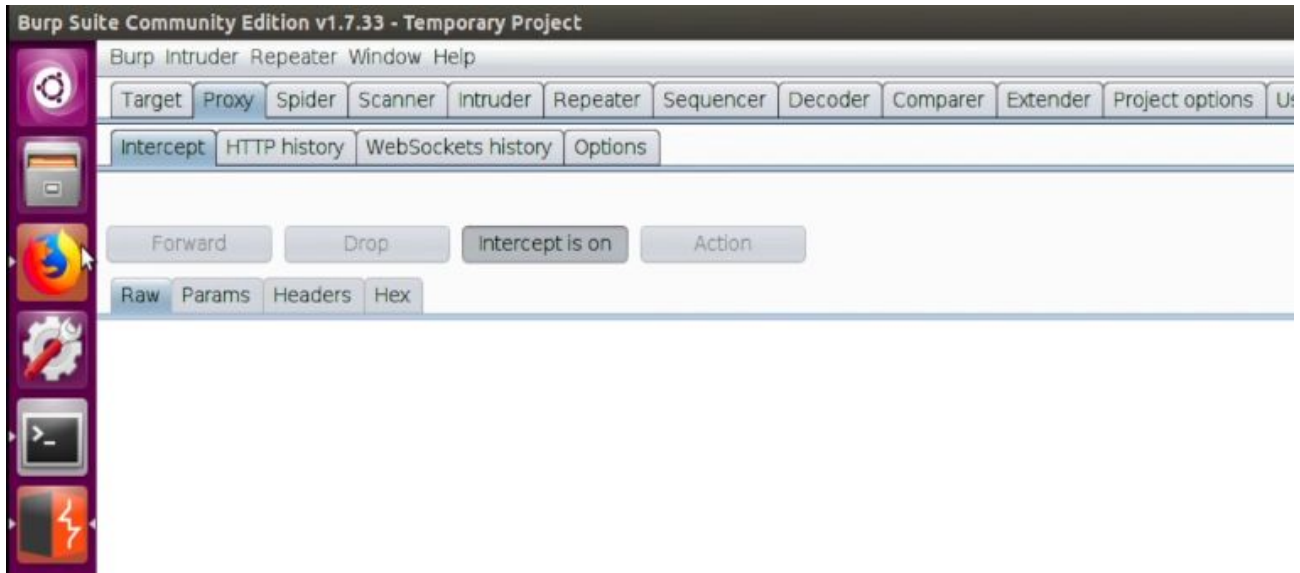 Burp Suite Community Edition v1.7.33 - Temporary Project
Burp Intruder Repeater Window Help
Target Proxy Spider Scanner Intruder Repeater Sequencer Decoder Comparer Extender Project options
Intercept HTTP history WebSockets history Options
Forward Drop Intercept is on Action
Raw Params Headers Hex
>_